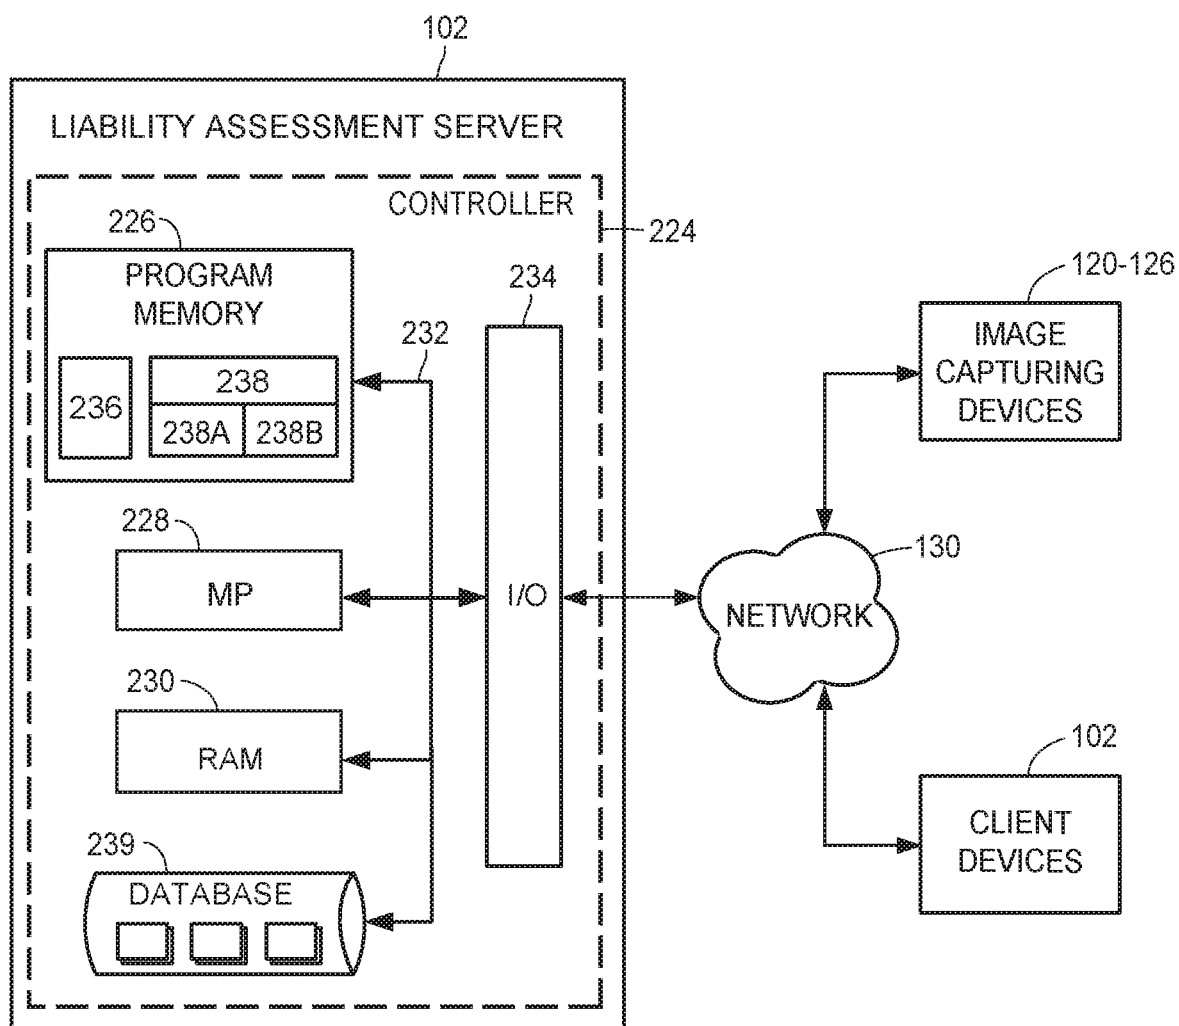 102
LIABILITY ASSESSMENT SERVER
CONTROLLER
224
226
PROGRAM
MEMORY
236
238
238A
238B
232
234
I/O
228
MP
230
RAM
239
DATABASE
120-126
IMAGE
CAPTURING
DEVICES
130
NETWORK
102
CLIENT
DEVICES